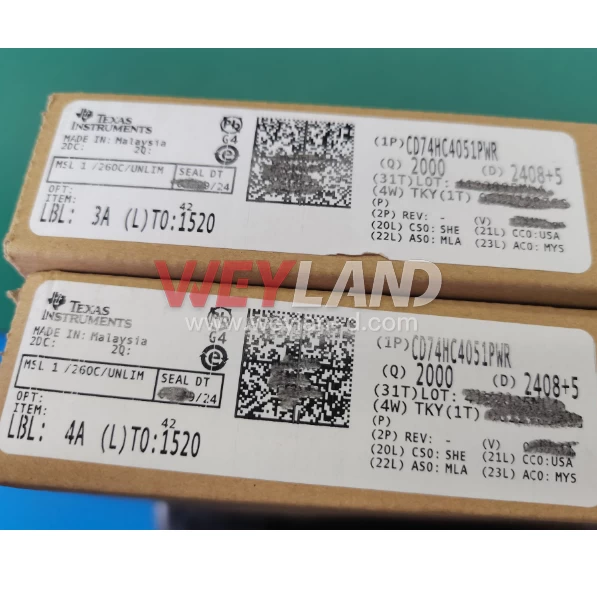 TEXAS
INSTRUMENTS
MADE IN: Malaysia
2DC: 2Q:
Pb
G4
e
MSL 1 /260C/UNLIM
SEAL DT
/24
OPT:
ITEM:
LBL: 3A (L)TO:1520
42
(1P)CD74HC4051PWR
(Q) 2000 (D) 2408+5
(31T)LOT:
(4W) TKY(1T)
(P)
(2P) REV: - (V)
(20L) CSO: SHE (21L) CCO:USA
(22L) ASO: MLA (23L) ACO: MYS
WEYLAND
TEXAS
INSTRUMENTS
MADE IN: Malaysia
2DC: 2Q:
G4
e
MSL 1 /260C/UNLIM
SEAL DT
/24
OPT:
ITEM:
LBL: 4A (L)TO:1520
42
(1P)CD74HC4051PWR
(Q) 2000 (D) 2408+5
(31T)LOT:
(4W) TKY(1T)
(P)
(2P) REV: - (V)
(20L) CSO: SHE (21L) CCO:USA
(22L) ASO: MLA (23L) ACO: MYS